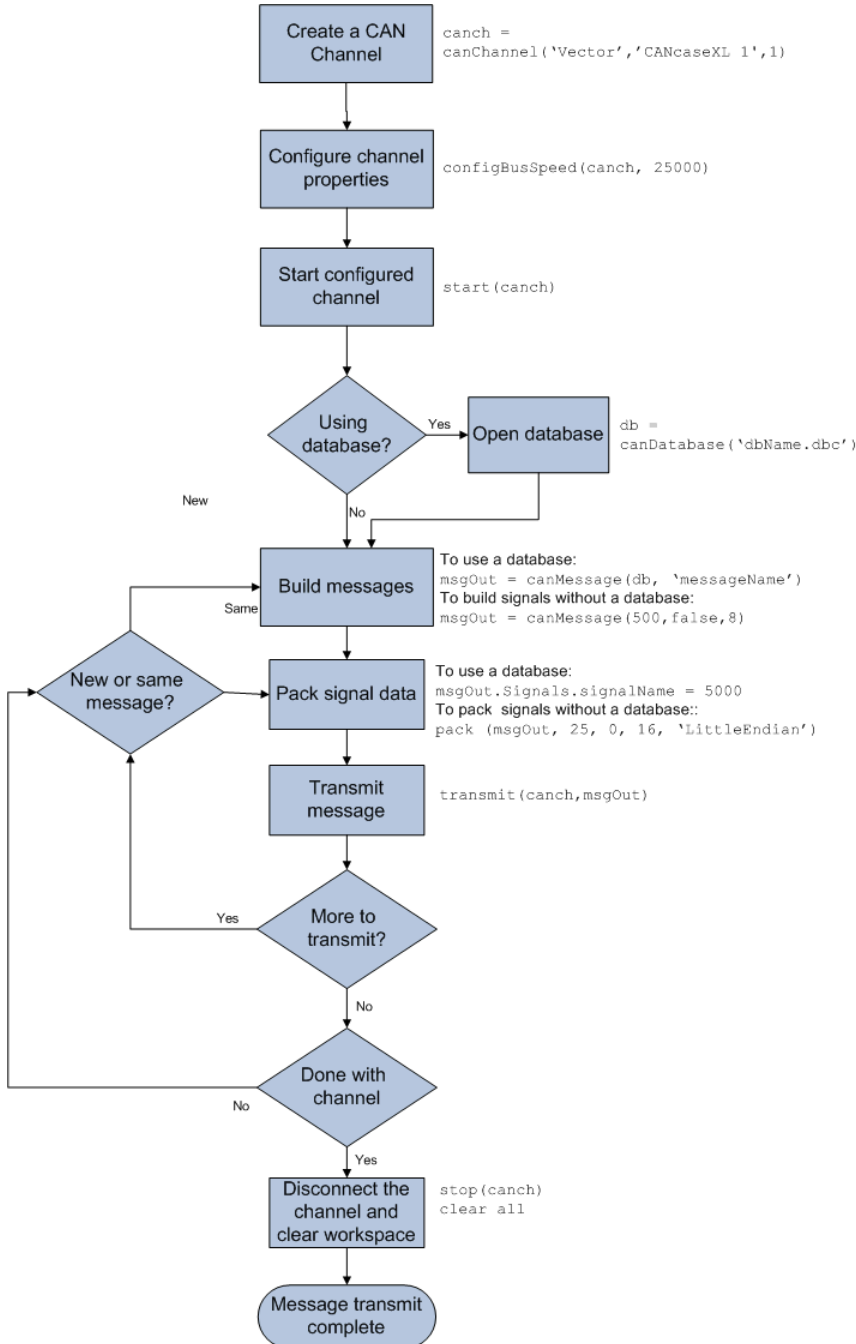 Create a CAN
Channel
canch =
canChannel(‘Vector’,’CANcaseXL 1',1)
Configure channel
properties
configBusSpeed(canch, 25000)
Start configured
channel
start(canch)
Using
database?
Yes
Open database
db =
canDatabase(‘dbName.dbc’)
New
No
Build messages
To use a database:
msgOut = canMessage(db, ‘messageName’)
To build signals without a database:
msgOut = canMessage(500,false,8)
Same
New or same
message?
Pack signal data
To use a database:
msgOut.Signals.signalName = 5000
To pack signals without a database::
pack (msgOut, 25, 0, 16, ‘LittleEndian’)
Transmit
message
transmit(canch,msgOut)
Yes
More to
transmit?
No
Done with
channel
No
Yes
Disconnect the
channel and
clear workspace
stop(canch)
clear all
Message transmit
complete